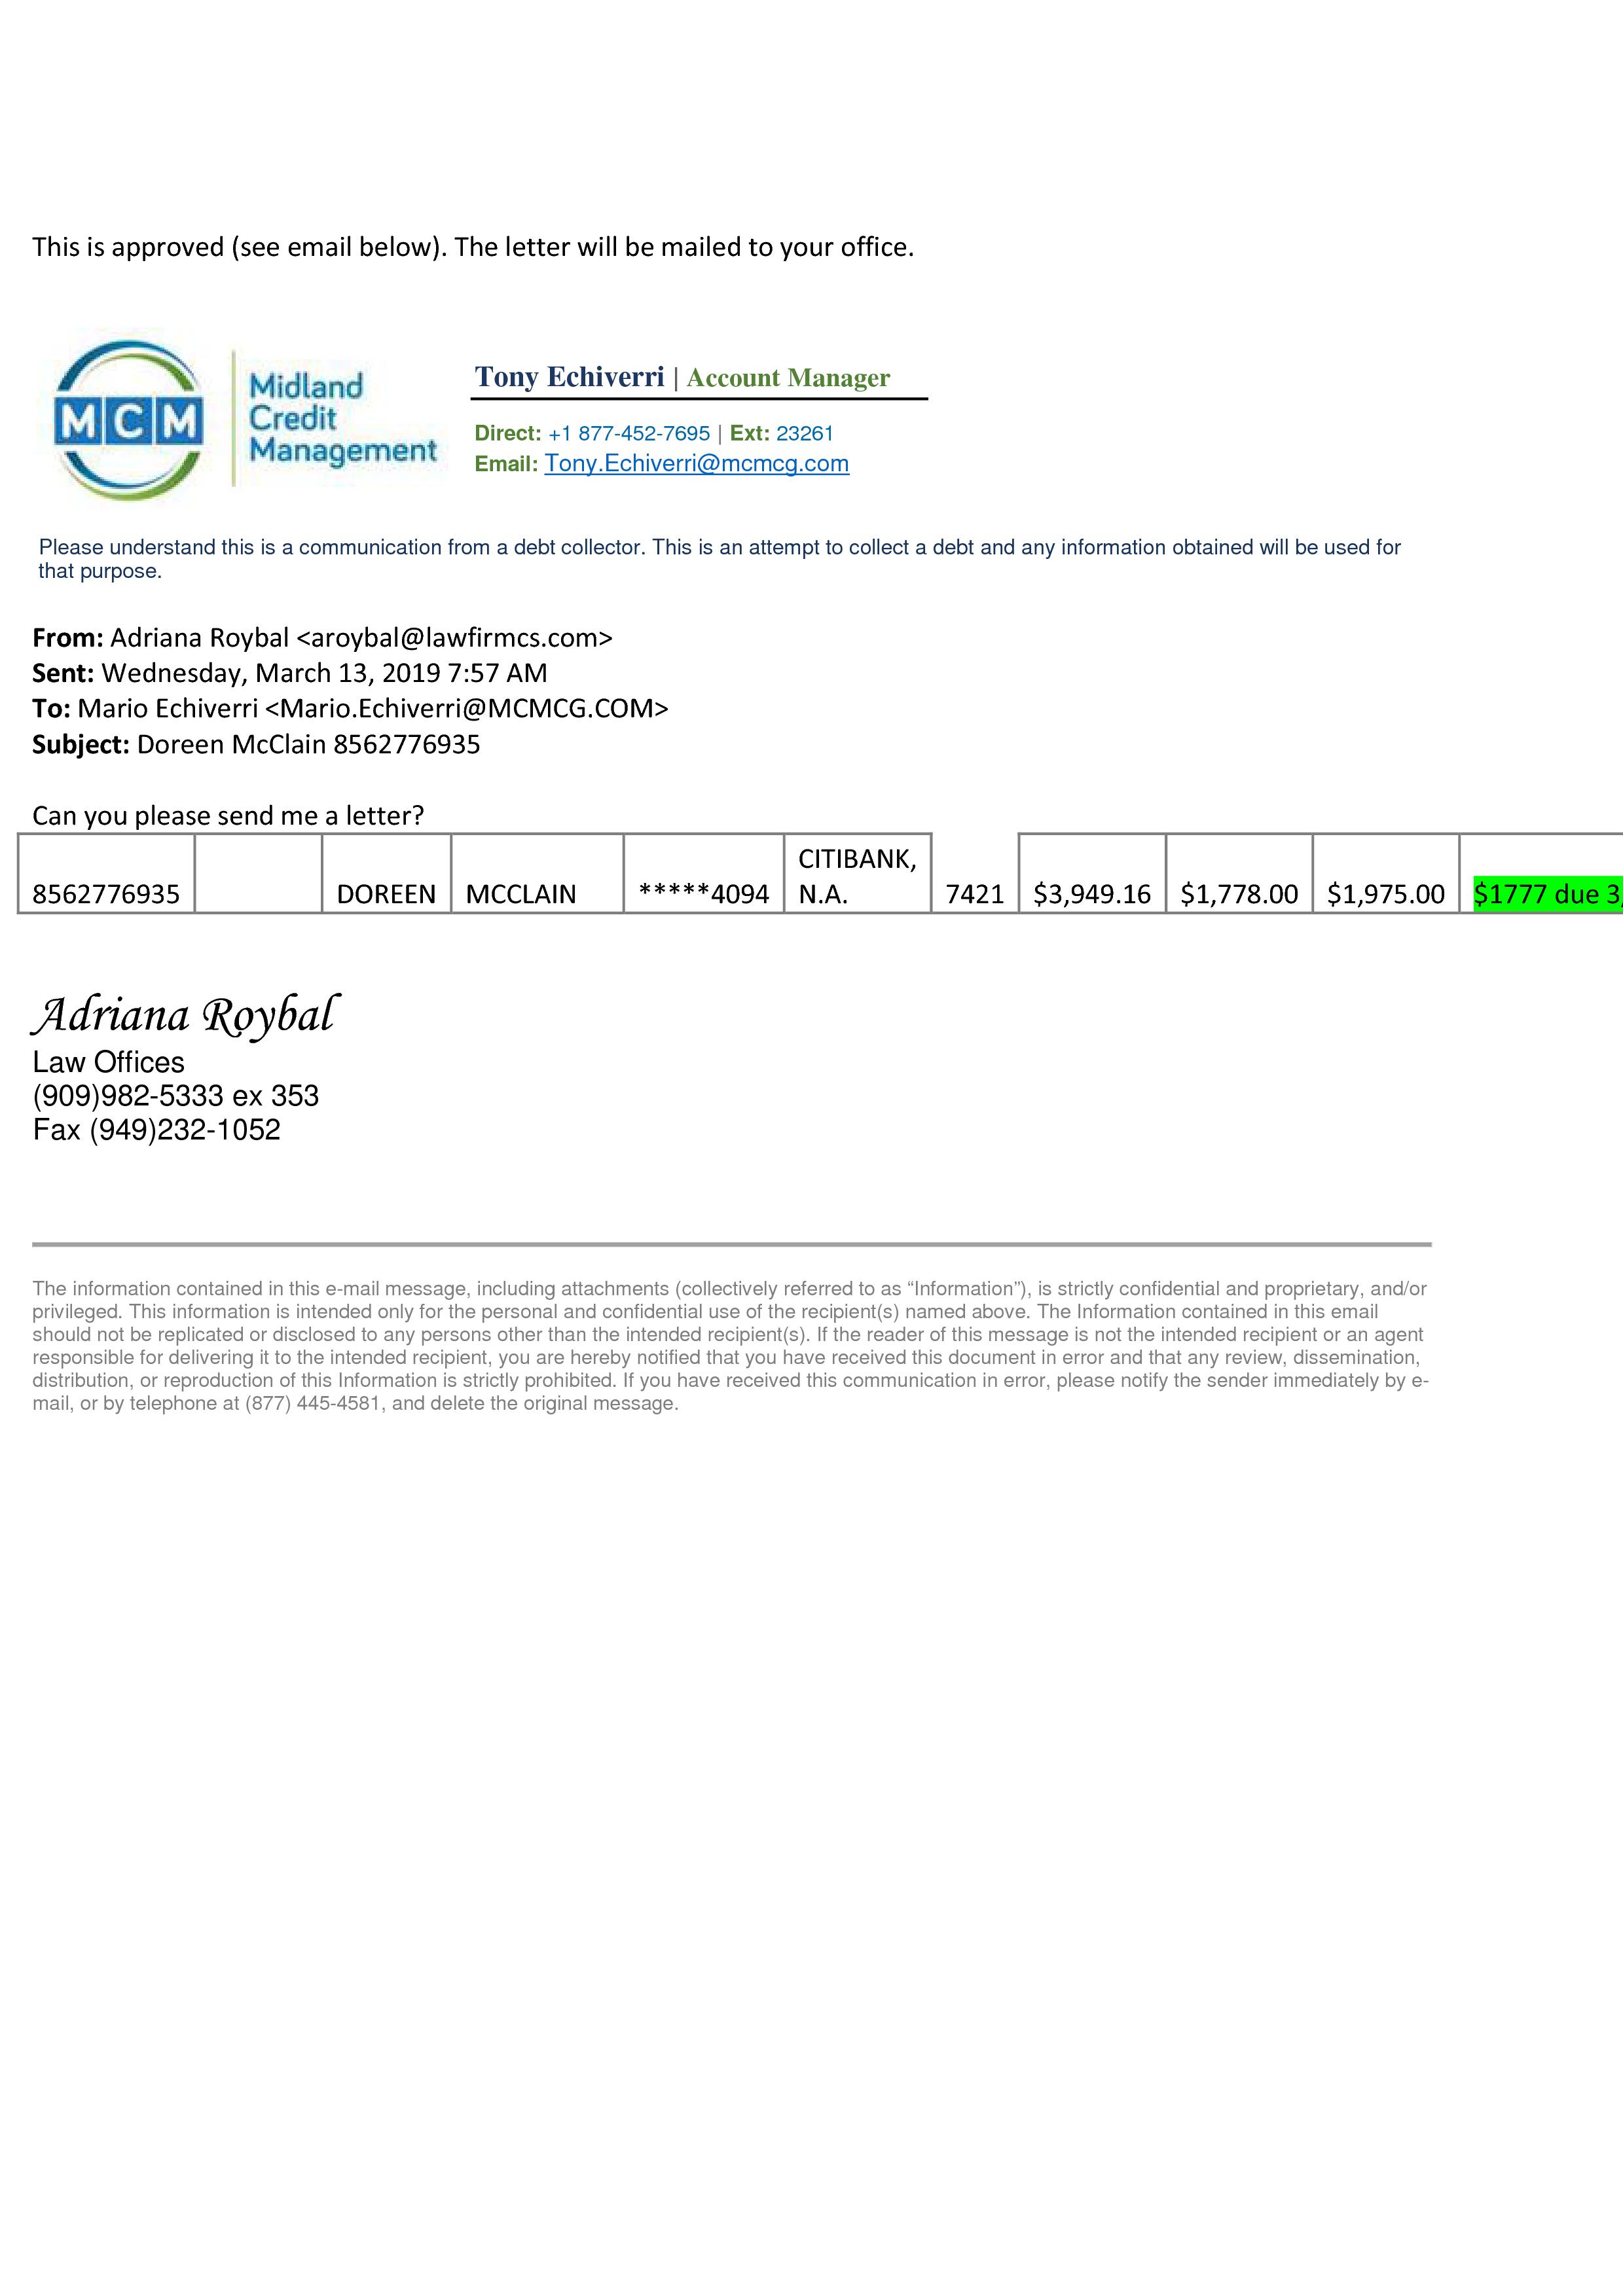 This is approved (see email below). The letter will be mailed to your office.
MCM
Midland
Credit
Management
Tony Echiverri | Account Manager
Direct: +1 877-452-7695 | Ext: 23261
Email: Tony.Echiverri@mcmcg.com
Please understand this is a communication from a debt collector. This is an attempt to collect a debt and any information obtained will be used for
that purpose.
From: Adriana Roybal <aroybal@lawfirmcs.com>
Sent: Wednesday, March 13, 2019 7:57 AM
To: Mario Echiverri <Mario.Echiverri@MCMCG.COM>
Subject: Doreen McClain 8562776935
Can you please send me a letter?
8562776935 DOREEN MCCLAIN *****4094 CITIBANK, N.A. 7421 $3,949.16 $1,778.00 $1,975.00 $1777 due 3/
Adriana Roybal
Law Offices
(909)982-5333 ex 353
Fax (949)232-1052
The information contained in this e-mail message, including attachments (collectively referred to as “Information”), is strictly confidential and proprietary, and/or
privileged. This information is intended only for the personal and confidential use of the recipient(s) named above. The Information contained in this email
should not be replicated or disclosed to any persons other than the intended recipient(s). If the reader of this message is not the intended recipient or an agent
responsible for delivering it to the intended recipient, you are hereby notified that you have received this document in error and that any review, dissemination,
distribution, or reproduction of this Information is strictly prohibited. If you have received this communication in error, please notify the sender immediately by e-
mail, or by telephone at (877) 445-4581, and delete the original message.